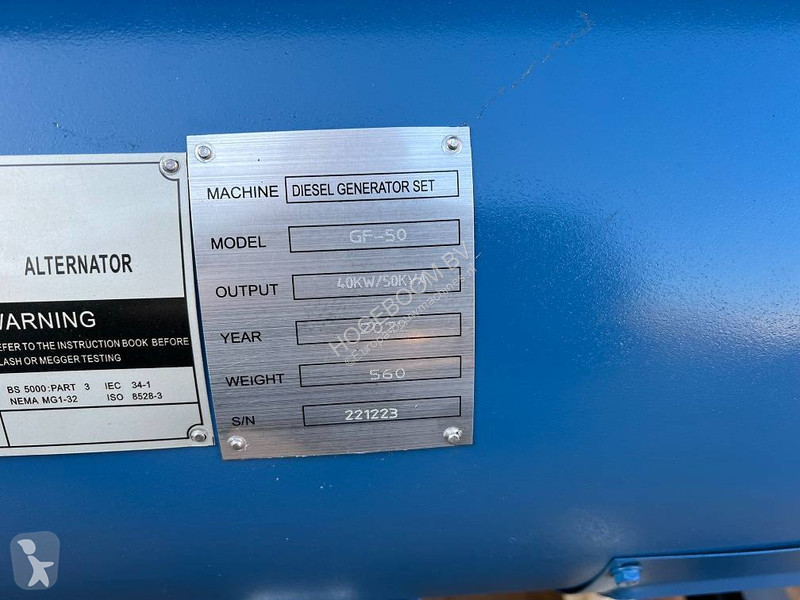 ALTERNATOR
WARNING
REFER TO THE INSTRUCTION BOOK BEFORE
FLASH OR MEGGER TESTING
BS 5000:PART 3 IEC 34-1
NEMA MG1-32 ISO 8528-3
MACHINE DIESEL GENERATOR SET
MODEL GF-50
OUTPUT 40KW/50KVA
YEAR
WEIGHT 560
S/N 221223
HOGEBOOM BV